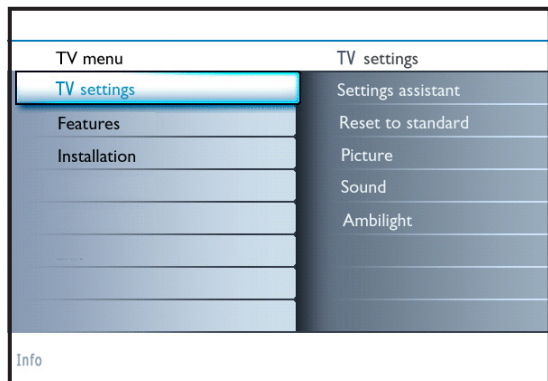 TV menu
TV settings
Features
Installation
TV settings
Settings assistant
Reset to standard
Picture
Sound
Ambilight
Info